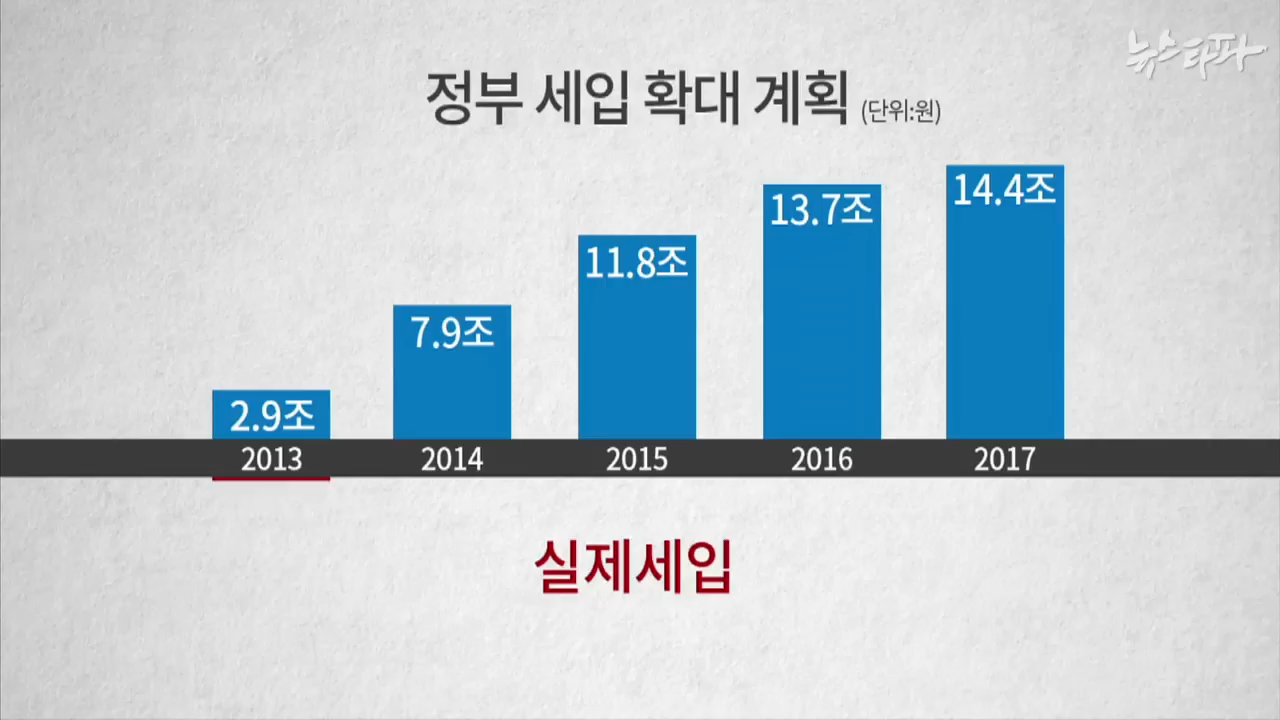 뉴스타파
정부 세입 확대 계획 (단위:원)
2.9조 7.9조 11.8조 13.7조 14.4조
2013 2014 2015 2016 2017
실제세입